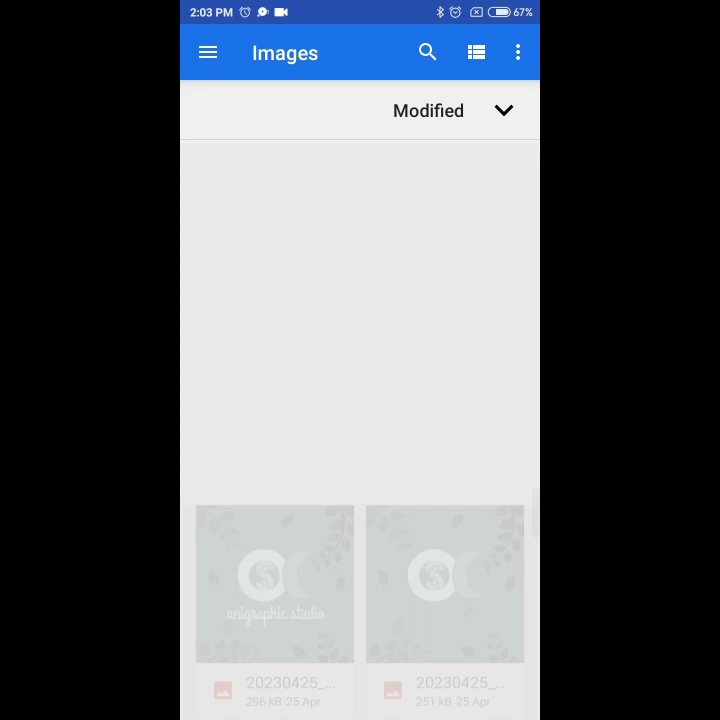 2:03 PM 67%
Images
Modified
anigraphic studio
20230425_... 20230425_...
296 kB 25 Apr 251 kB 25 Apr